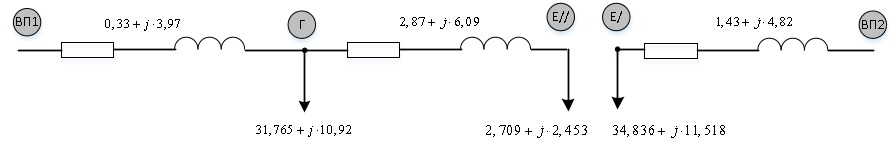 ВП1 0,33 + j·3,97 Г 2,87 + j·6,09 Е// Е/ 1,43 + j·4,82 ВП2
31,765 + j·10,92 2,709 + j·2,453 34,836 + j·11,518